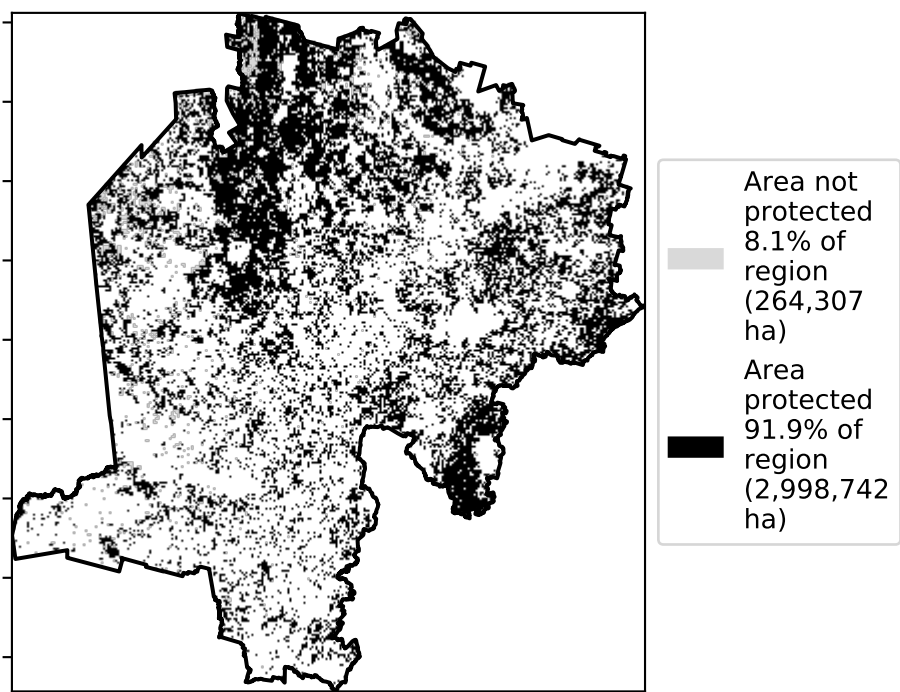 Area not
protected
8.1% of
region
(264,307
ha)
Area
protected
91.9% of
region
(2,998,742
ha)